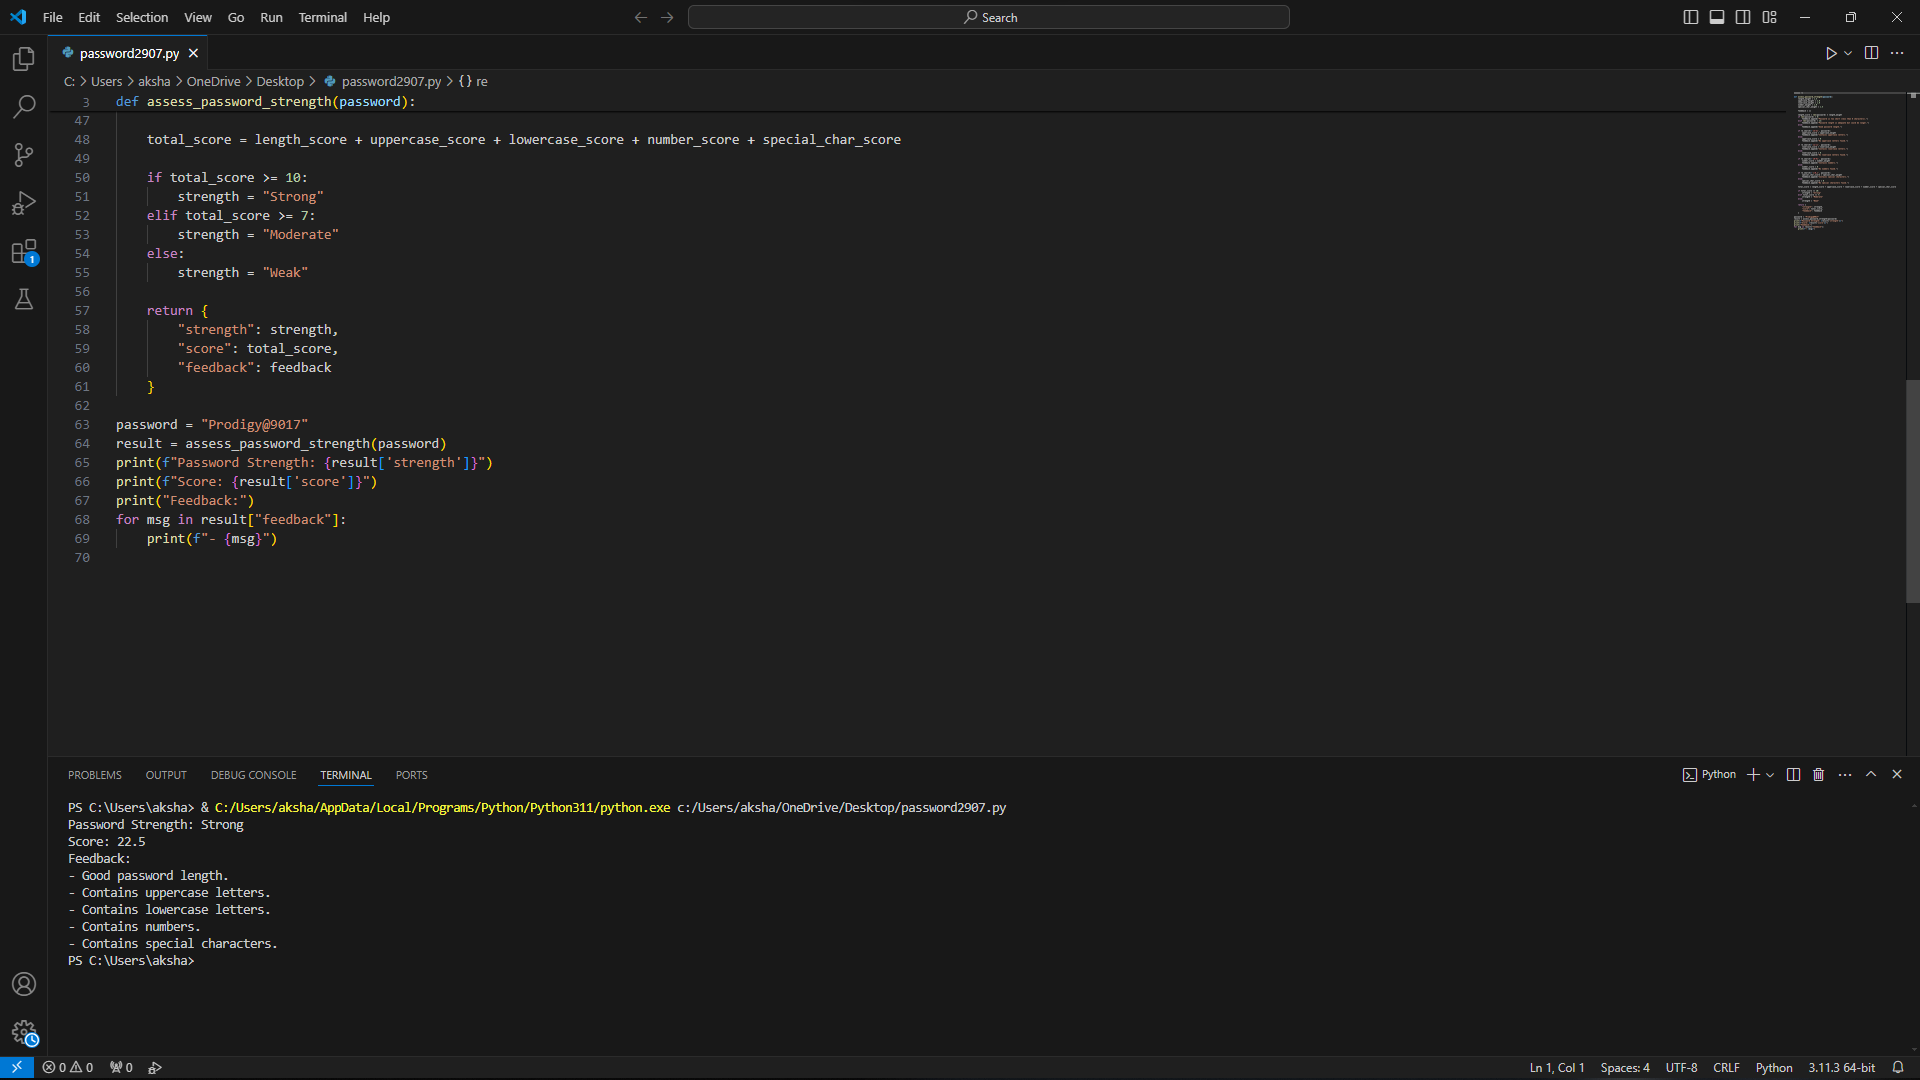 File Edit Selection View Go Run Terminal Help
Search
password2907.py
C: > Users > aksha > OneDrive > Desktop > password2907.py > {} re
3 def assess_password_strength(password):
47
48 total_score = length_score + uppercase_score + lowercase_score + number_score + special_char_score
49
50 if total_score >= 10:
51 strength = "Strong"
52 elif total_score >= 7:
53 strength = "Moderate"
54 else:
55 strength = "Weak"
56
57 return {
58 "strength": strength,
59 "score": total_score,
60 "feedback": feedback
61 }
62
63 password = "Prodigy@9017"
64 result = assess_password_strength(password)
65 print(f"Password Strength: {result['strength']}")
66 print(f"Score: {result['score']}")
67 print("Feedback:")
68 for msg in result["feedback"]:
69 print(f"- {msg}")
70
1
PROBLEMS OUTPUT DEBUG CONSOLE TERMINAL PORTS
Python
PS C:\Users\aksha> & C:/Users/aksha/AppData/Local/Programs/Python/Python311/python.exe c:/Users/aksha/OneDrive/Desktop/password2907.py
Password Strength: Strong
Score: 22.5
Feedback:
- Good password length.
- Contains uppercase letters.
- Contains lowercase letters.
- Contains numbers.
- Contains special characters.
PS C:\Users\aksha>
0 0 0 Ln 1, Col 1 Spaces: 4 UTF-8 CRLF Python 3.11.3 64-bit